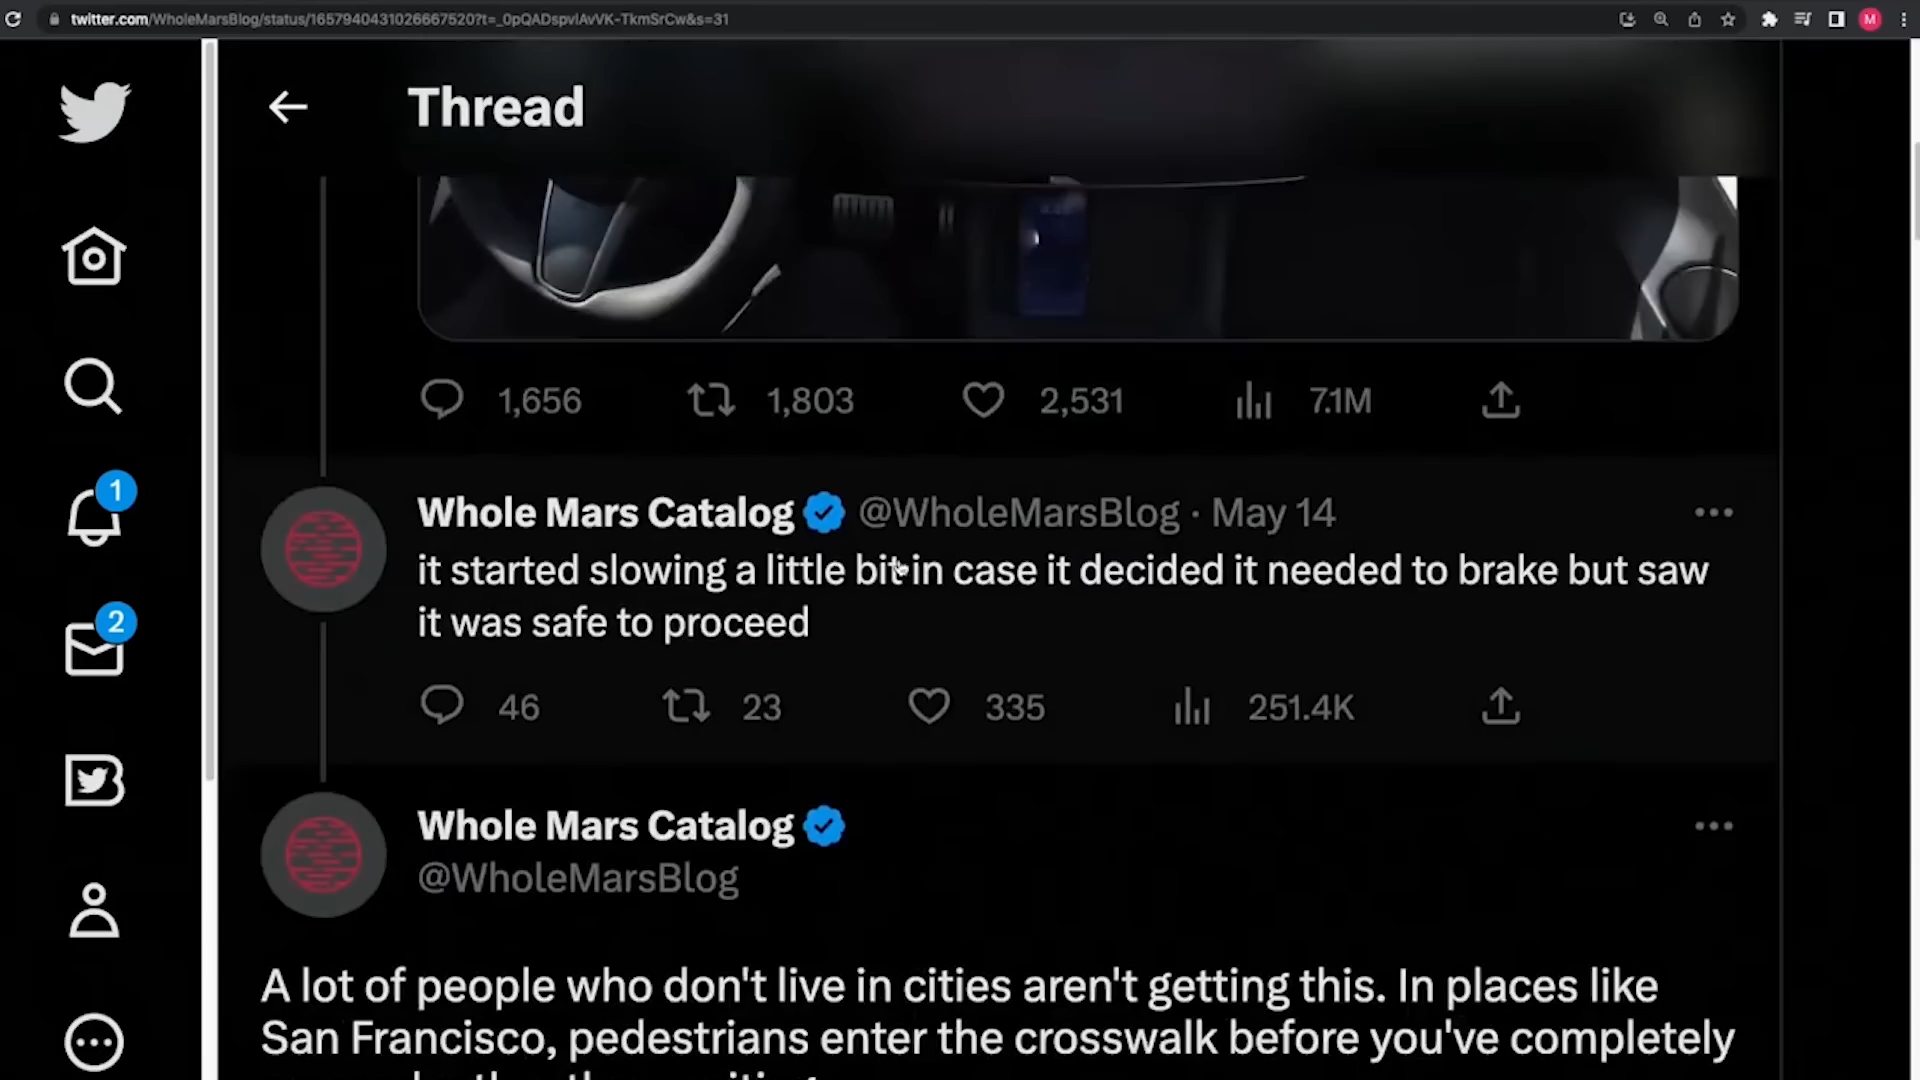 twitter.com/WholeMarsBlog/status/1657940431026667520?t=_0pQADspvlAvVK-TkmSrCw&s=31
M
Thread
1,656 1,803 2,531 7.1M
1
Whole Mars Catalog @WholeMarsBlog · May 14
it started slowing a little bit in case it decided it needed to brake but saw
it was safe to proceed
2
46 23 335 251.4K
Whole Mars Catalog
@WholeMarsBlog
A lot of people who don't live in cities aren't getting this. In places like
San Francisco, pedestrians enter the crosswalk before you've completely